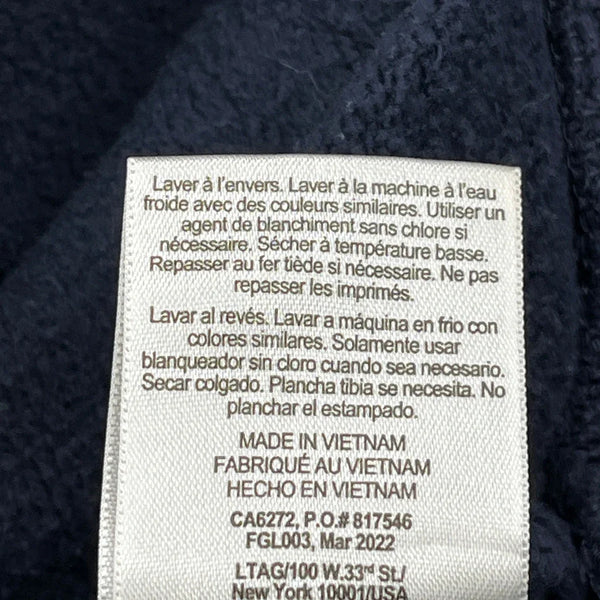 Laver à l'envers. Laver à la machine à l'eau
froide avec des couleurs similaires. Utiliser un
agent de blanchiment sans chlore si
nécessaire. Sécher à température basse.
Repasser au fer tiède si nécessaire. Ne pas
repasser les imprimés.
Lavar al revés. Lavar a máquina en frio con
colores similares. Solamente usar
blanqueador sin cloro cuando sea necesario.
Secar colgado. Plancha tibia se necesita. No
planchar el estampado.
MADE IN VIETNAM
FABRIQUÉ AU VIETNAM
HECHO EN VIETNAM
CA6272, P.O.# 817546
FGL003, Mar 2022
LTAG/100 W.33rd St./
New York 10001/USA